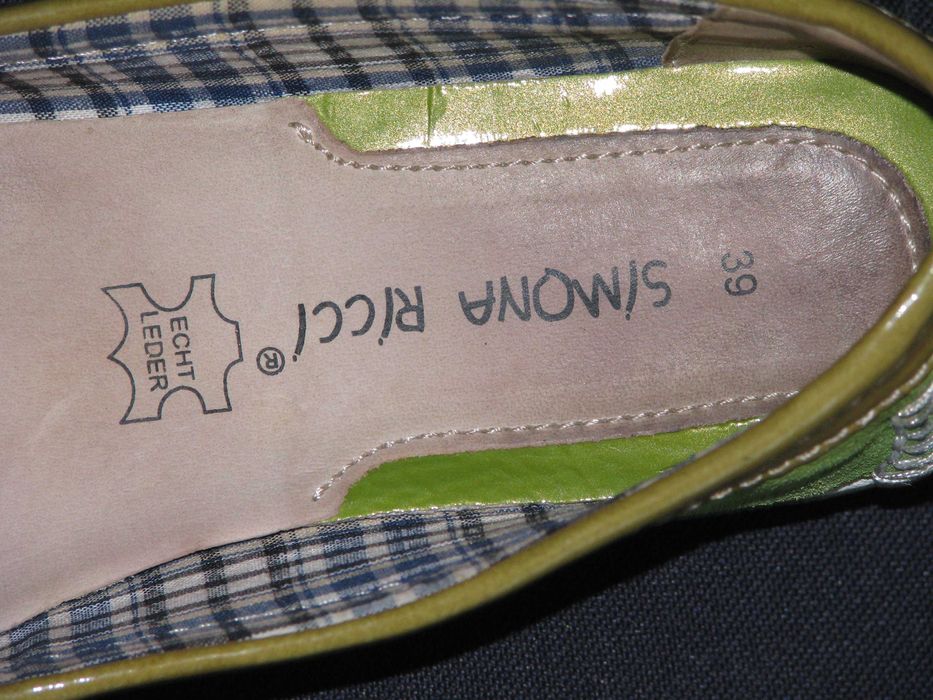 39
SiMONA RiCCi ®
ECHT
LEDER